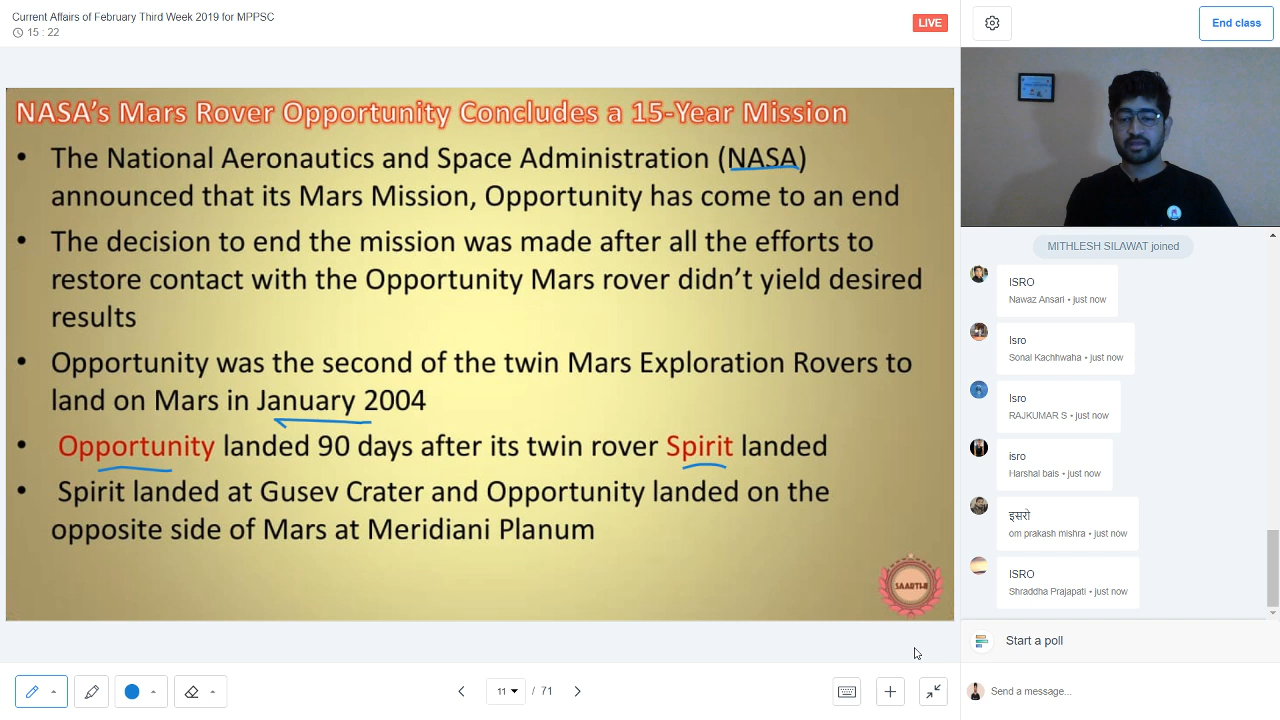 Current Affairs of February Third Week 2019 for MPPSC
15 : 22
LIVE
End class
NASA's Mars Rover Opportunity Concludes a 15-Year Mission
• The National Aeronautics and Space Administration (NASA)
announced that its Mars Mission, Opportunity has come to an end
• The decision to end the mission was made after all the efforts to
restore contact with the Opportunity Mars rover didn't yield desired
results
• Opportunity was the second of the twin Mars Exploration Rovers to
land on Mars in January 2004
• Opportunity landed 90 days after its twin rover Spirit landed
• Spirit landed at Gusev Crater and Opportunity landed on the
opposite side of Mars at Meridiani Planum
SAARTHI
MITHLESH SILAWAT joined
ISRO
Nawaz Ansari • just now
Isro
Sonal Kachhwaha • just now
Isro
RAJKUMAR S • just now
isro
Harshal bais • just now
इसरो
om prakash mishra • just now
ISRO
Shraddha Prajapati • just now
Start a poll
Send a message...
11 / 71